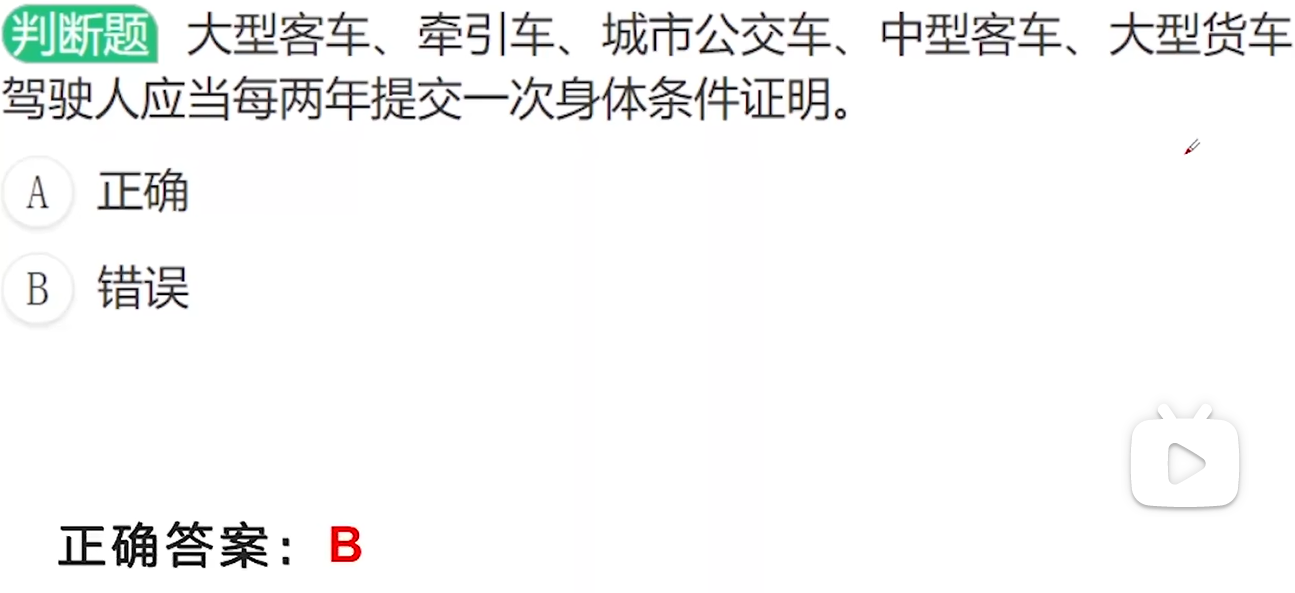 判断题 大型客车、牵引车、城市公交车、中型客车、大型货车
驾驶人应当每两年提交一次身体条件证明。
A 正确
B 错误
正确答案：B